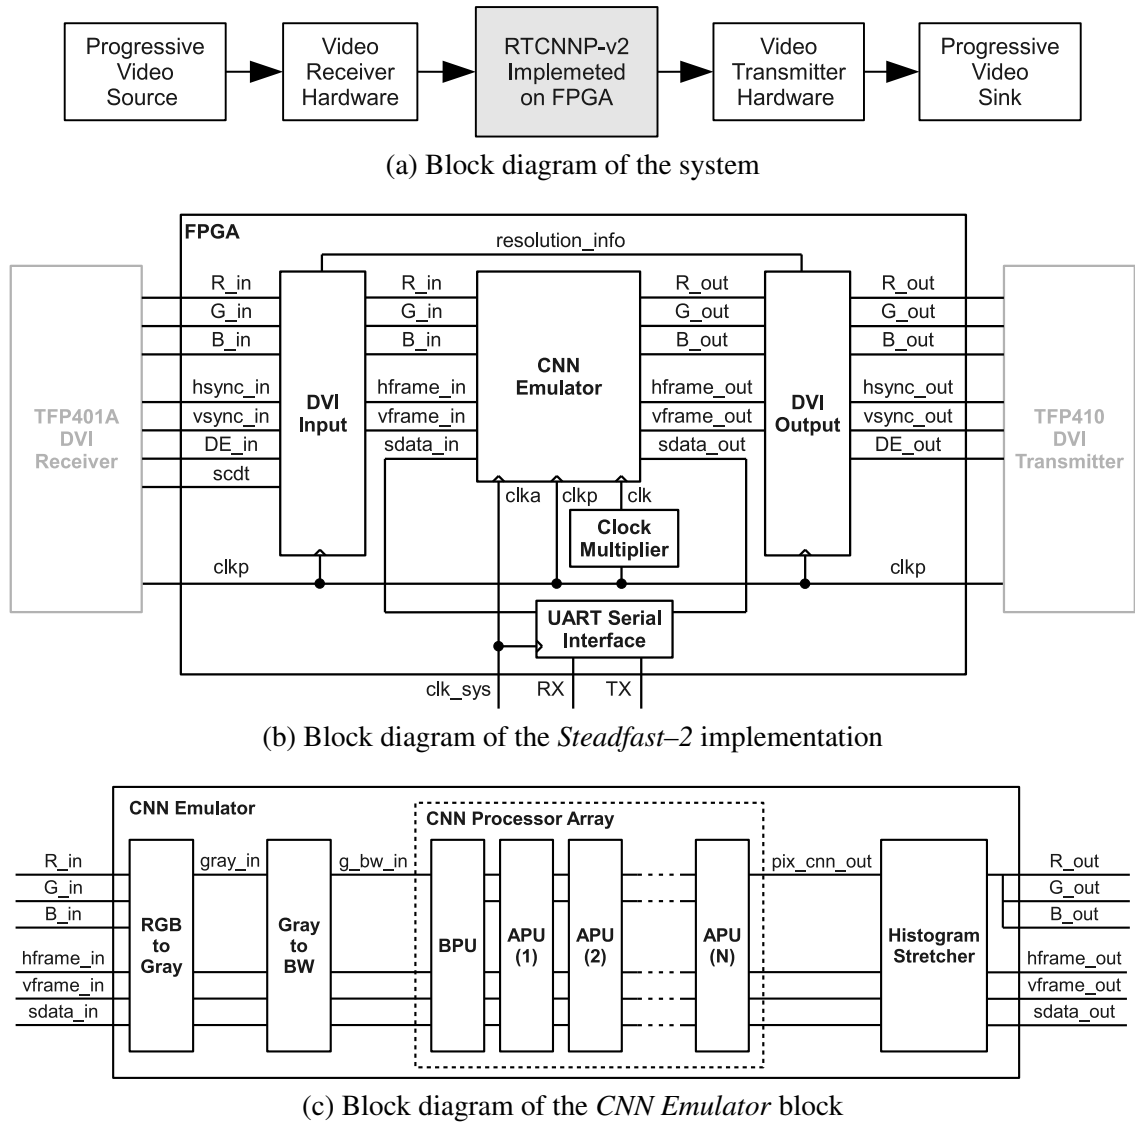 Progressive Video Source
Video Receiver Hardware
RTCNNP-v2 Implemeted on FPGA
Video Transmitter Hardware
Progressive Video Sink
(a) Block diagram of the system
FPGA
resolution_info
TFP401A DVI Receiver
R_in
G_in
B_in
hsync_in
vsync_in
DE_in
scdt
clkp
DVI Input
R_in
G_in
B_in
hframe_in
vframe_in
sdata_in
CNN Emulator
clka
clkp
clk
Clock Multiplier
R_out
G_out
B_out
hframe_out
vframe_out
sdata_out
DVI Output
R_out
G_out
B_out
hsync_out
vsync_out
DE_out
clkp
TFP410 DVI Transmitter
UART Serial Interface
clk_sys
RX
TX
(b) Block diagram of the Steadfast–2 implementation
CNN Emulator
R_in
G_in
B_in
hframe_in
vframe_in
sdata_in
RGB to Gray
gray_in
Gray to BW
g_bw_in
CNN Processor Array
BPU
APU (1)
APU (2)
APU (N)
pix_cnn_out
Histogram Stretcher
R_out
G_out
B_out
hframe_out
vframe_out
sdata_out
(c) Block diagram of the CNN Emulator block